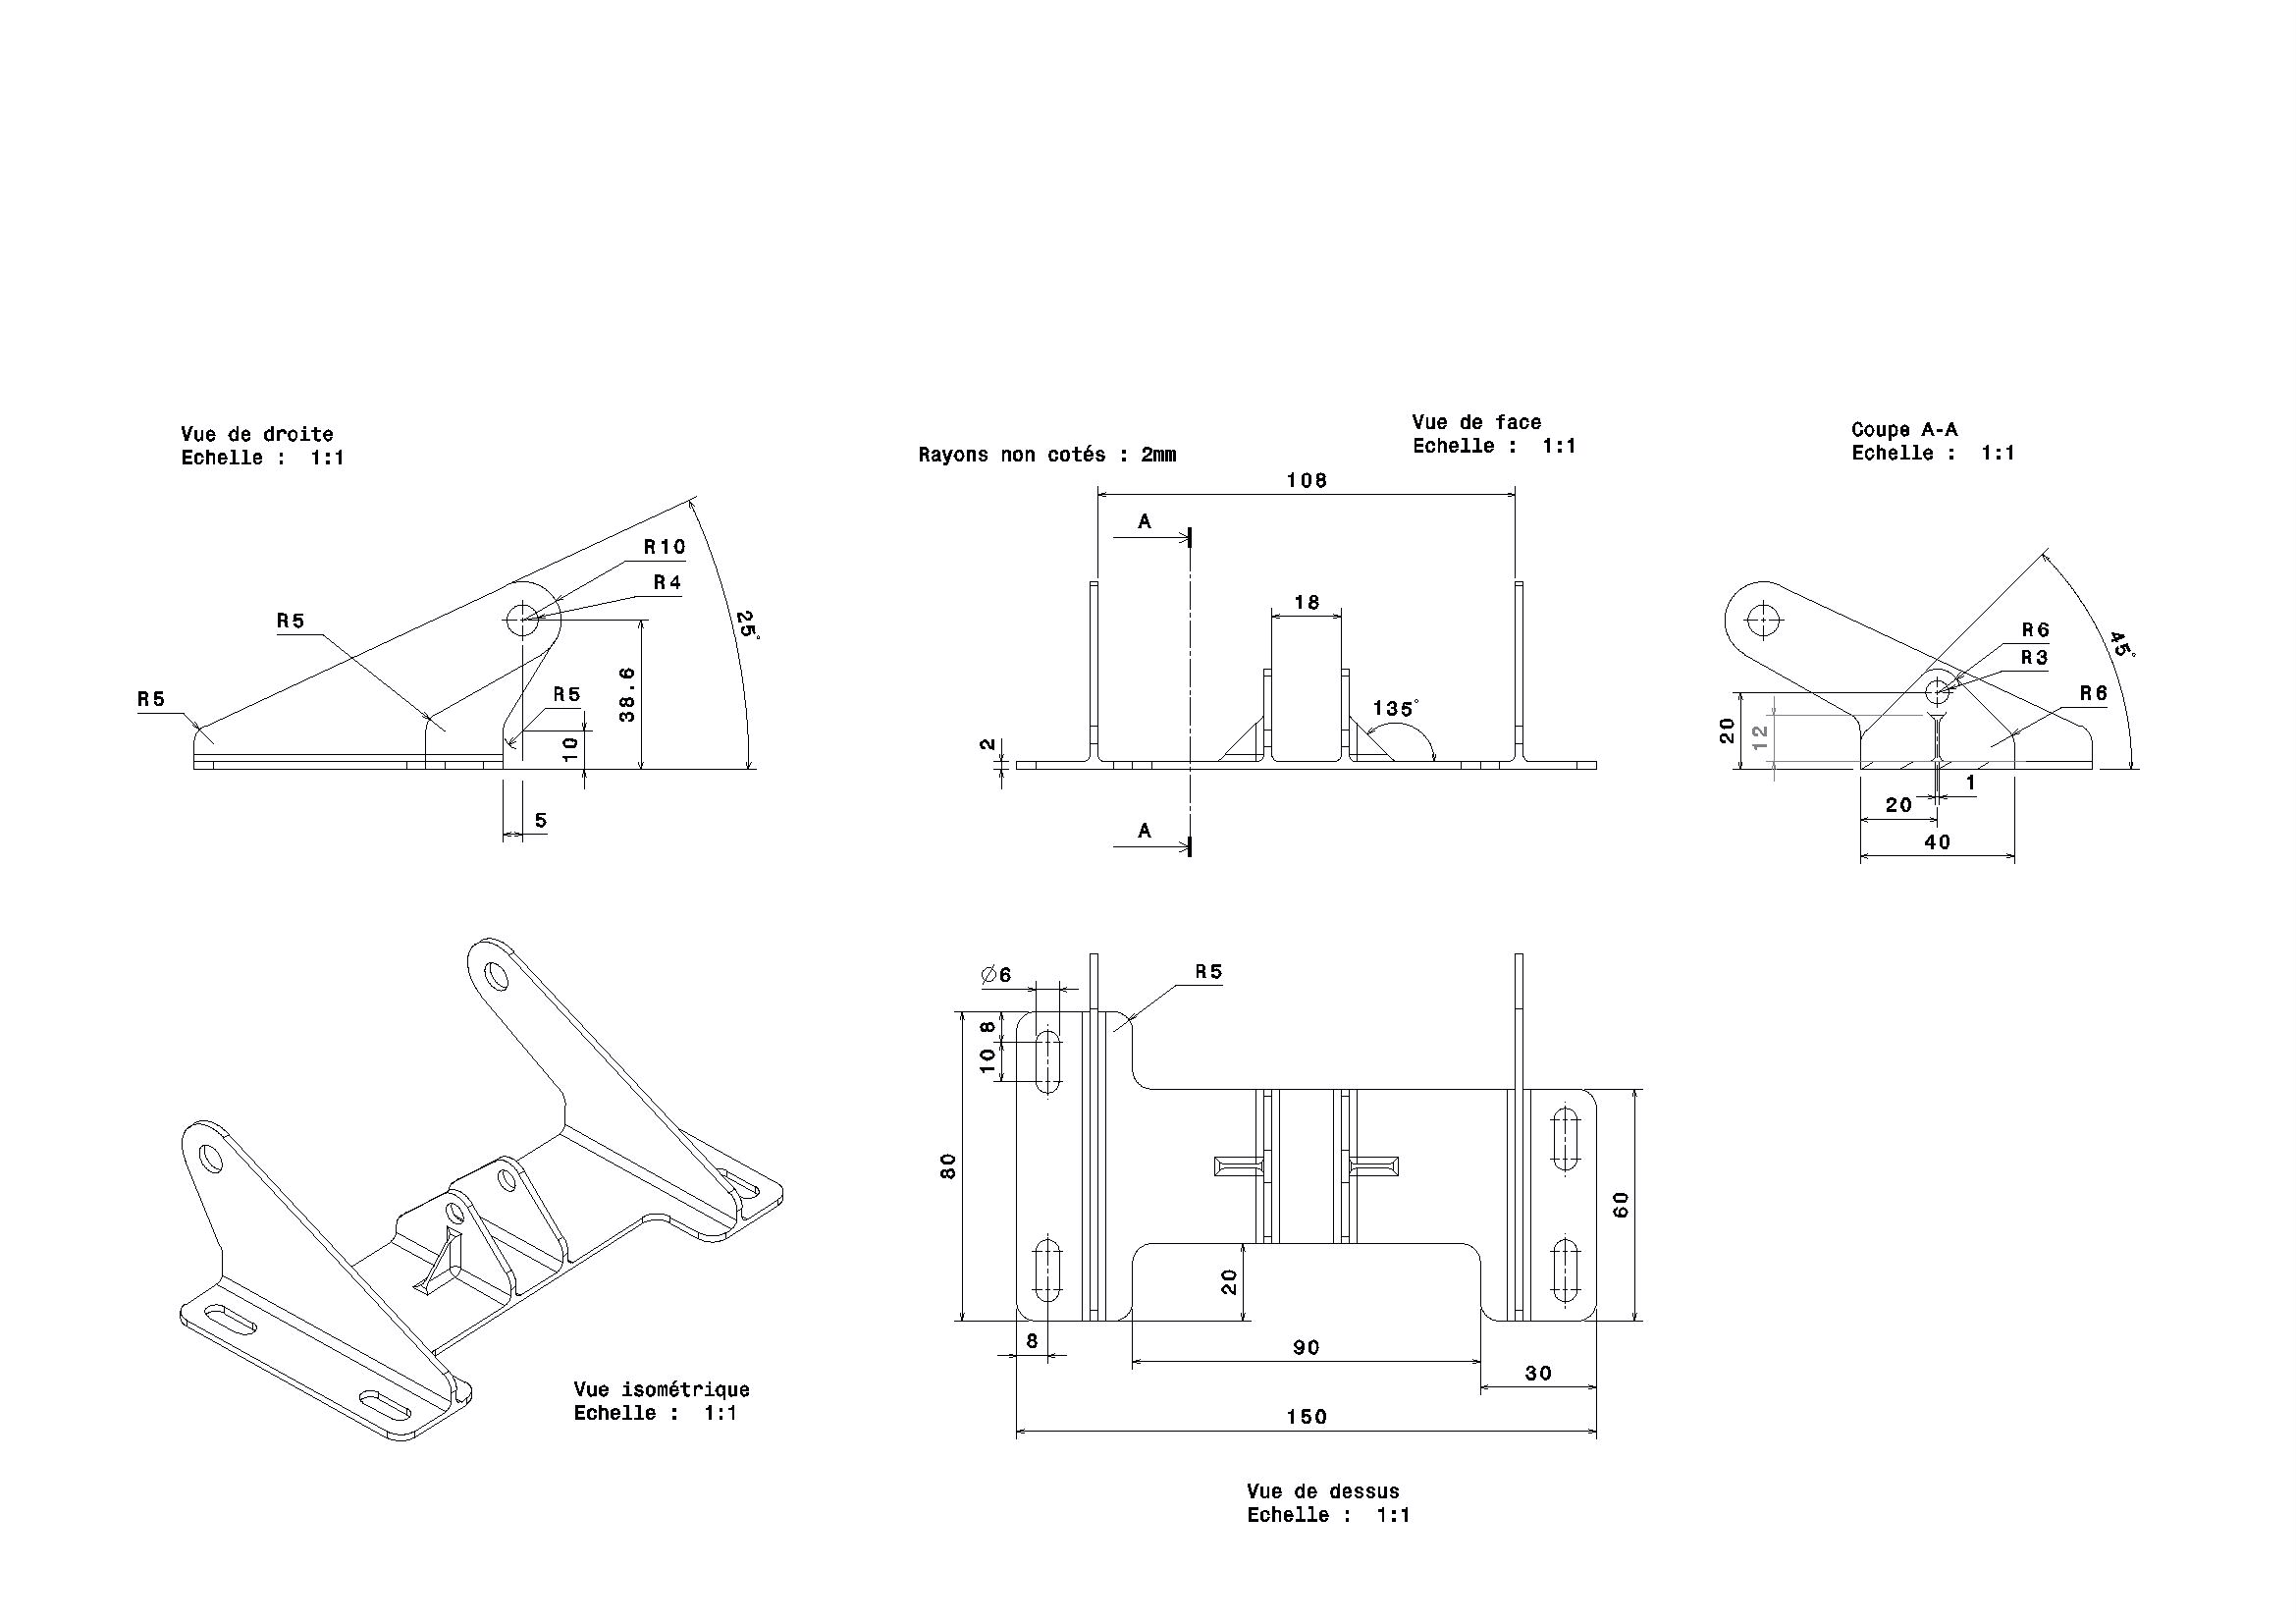 Vue de droite
Echelle : 1:1
R10
R4
R5
R5
R5
25°
38.6
10
5
Rayons non cotés : 2mm
Vue de face
Echelle : 1:1
108
A
18
135°
2
A
Coupe A-A
Echelle : 1:1
R6
R3
R6
45°
20
12
1
20
40
Vue isométrique
Echelle : 1:1
Ø6
R5
8
10
80
60
20
8
90
30
150
Vue de dessus
Echelle : 1:1